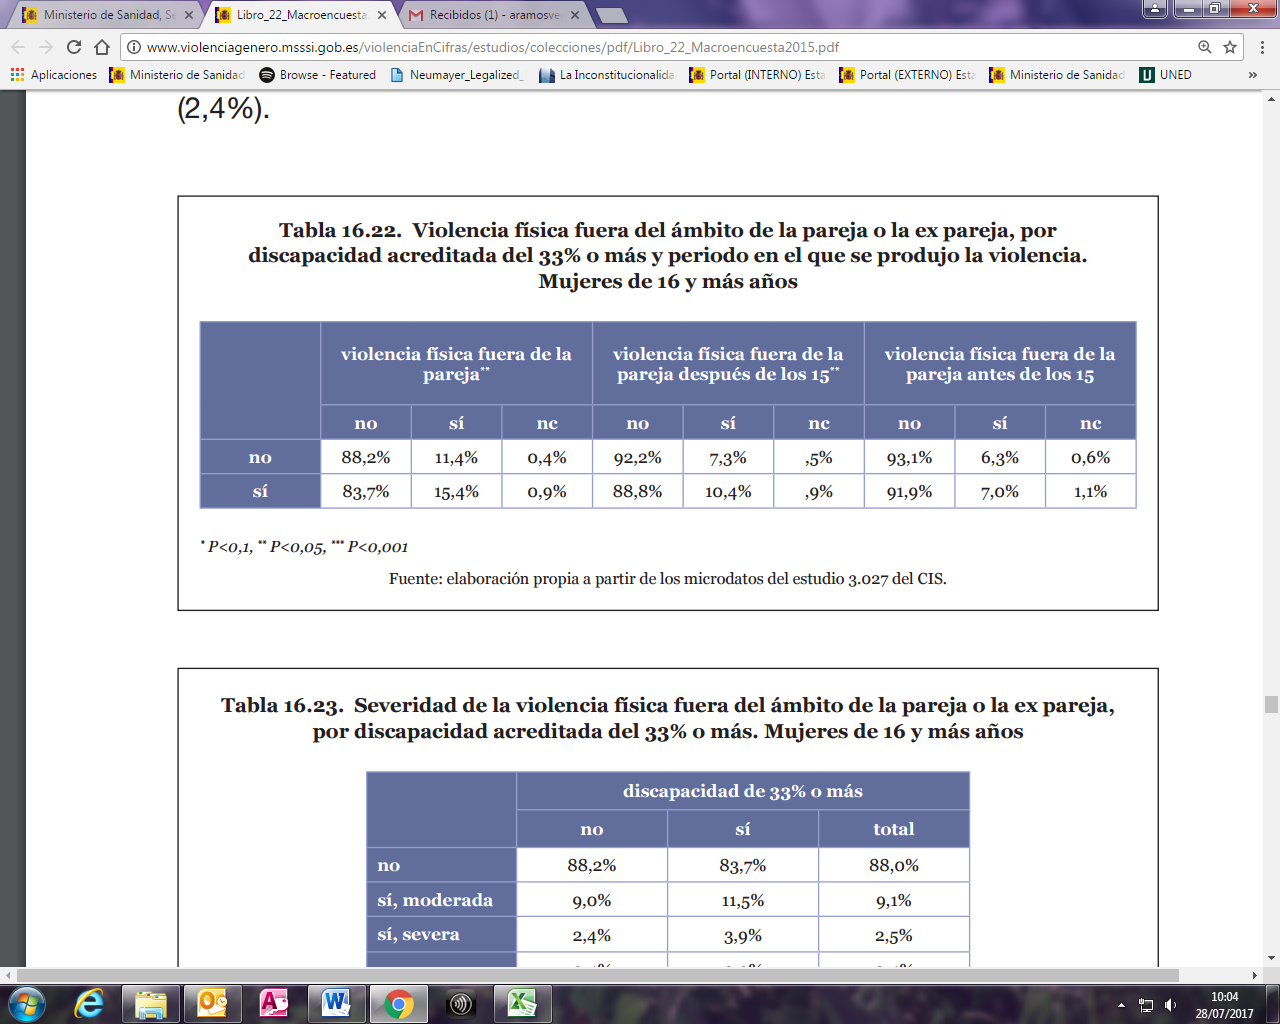 Ministerio de Sanidad, Se
Libro_22_Macroencuesta
Recibidos (1) - aramosve
www.violenciagenero.msssi.gob.es/violenciaEnCifras/estudios/colecciones/pdf/Libro_22_Macroencuesta2015.pdf
Aplicaciones Ministerio de Sanidad Browse - Featured Neumayer_Legalized_ La Inconstitucionalida Portal (INTERNO) Esta Portal (EXTERNO) Esta Ministerio de Sanidad UNED »
(2,4%).
Tabla 16.22. Violencia física fuera del ámbito de la pareja o la ex pareja, por
discapacidad acreditada del 33% o más y periodo en el que se produjo la violencia.
Mujeres de 16 y más años
violencia física fuera de la pareja** violencia física fuera de la pareja después de los 15** violencia física fuera de la pareja antes de los 15
no sí nc no sí nc no sí nc
no 88,2% 11,4% 0,4% 92,2% 7,3% ,5% 93,1% 6,3% 0,6%
sí 83,7% 15,4% 0,9% 88,8% 10,4% ,9% 91,9% 7,0% 1,1%
* P<0,1, ** P<0,05, *** P<0,001
Fuente: elaboración propia a partir de los microdatos del estudio 3.027 del CIS.
Tabla 16.23. Severidad de la violencia física fuera del ámbito de la pareja o la ex pareja,
por discapacidad acreditada del 33% o más. Mujeres de 16 y más años
discapacidad de 33% o más
no sí total
no 88,2% 83,7% 88,0%
sí, moderada 9,0% 11,5% 9,1%
sí, severa 2,4% 3,9% 2,5%
10:04
28/07/2017